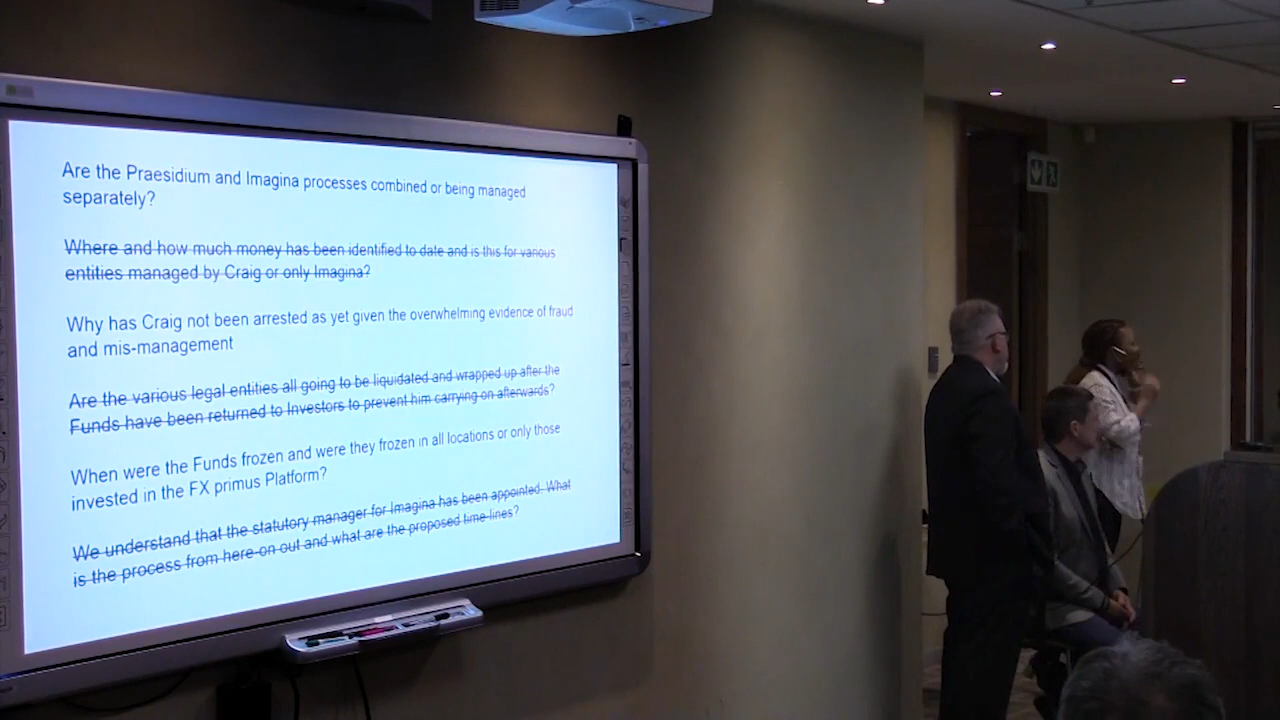 Are the Praesidium and Imagina processes combined or being managed
separately?
Where and how much money has been identified to date and is this for various
entities managed by Craig or only Imagina?
Why has Craig not been arrested as yet given the overwhelming evidence of fraud
and mis-management
Are the various legal entities all going to be liquidated and wrapped up after the
Funds have been returned to Investors to prevent him carrying on afterwards?
When were the Funds frozen and were they frozen in all locations or only those
invested in the FX primus Platform?
We understand that the statutory manager for Imagina has been appointed. What
is the process from here on out and what are the proposed time lines?